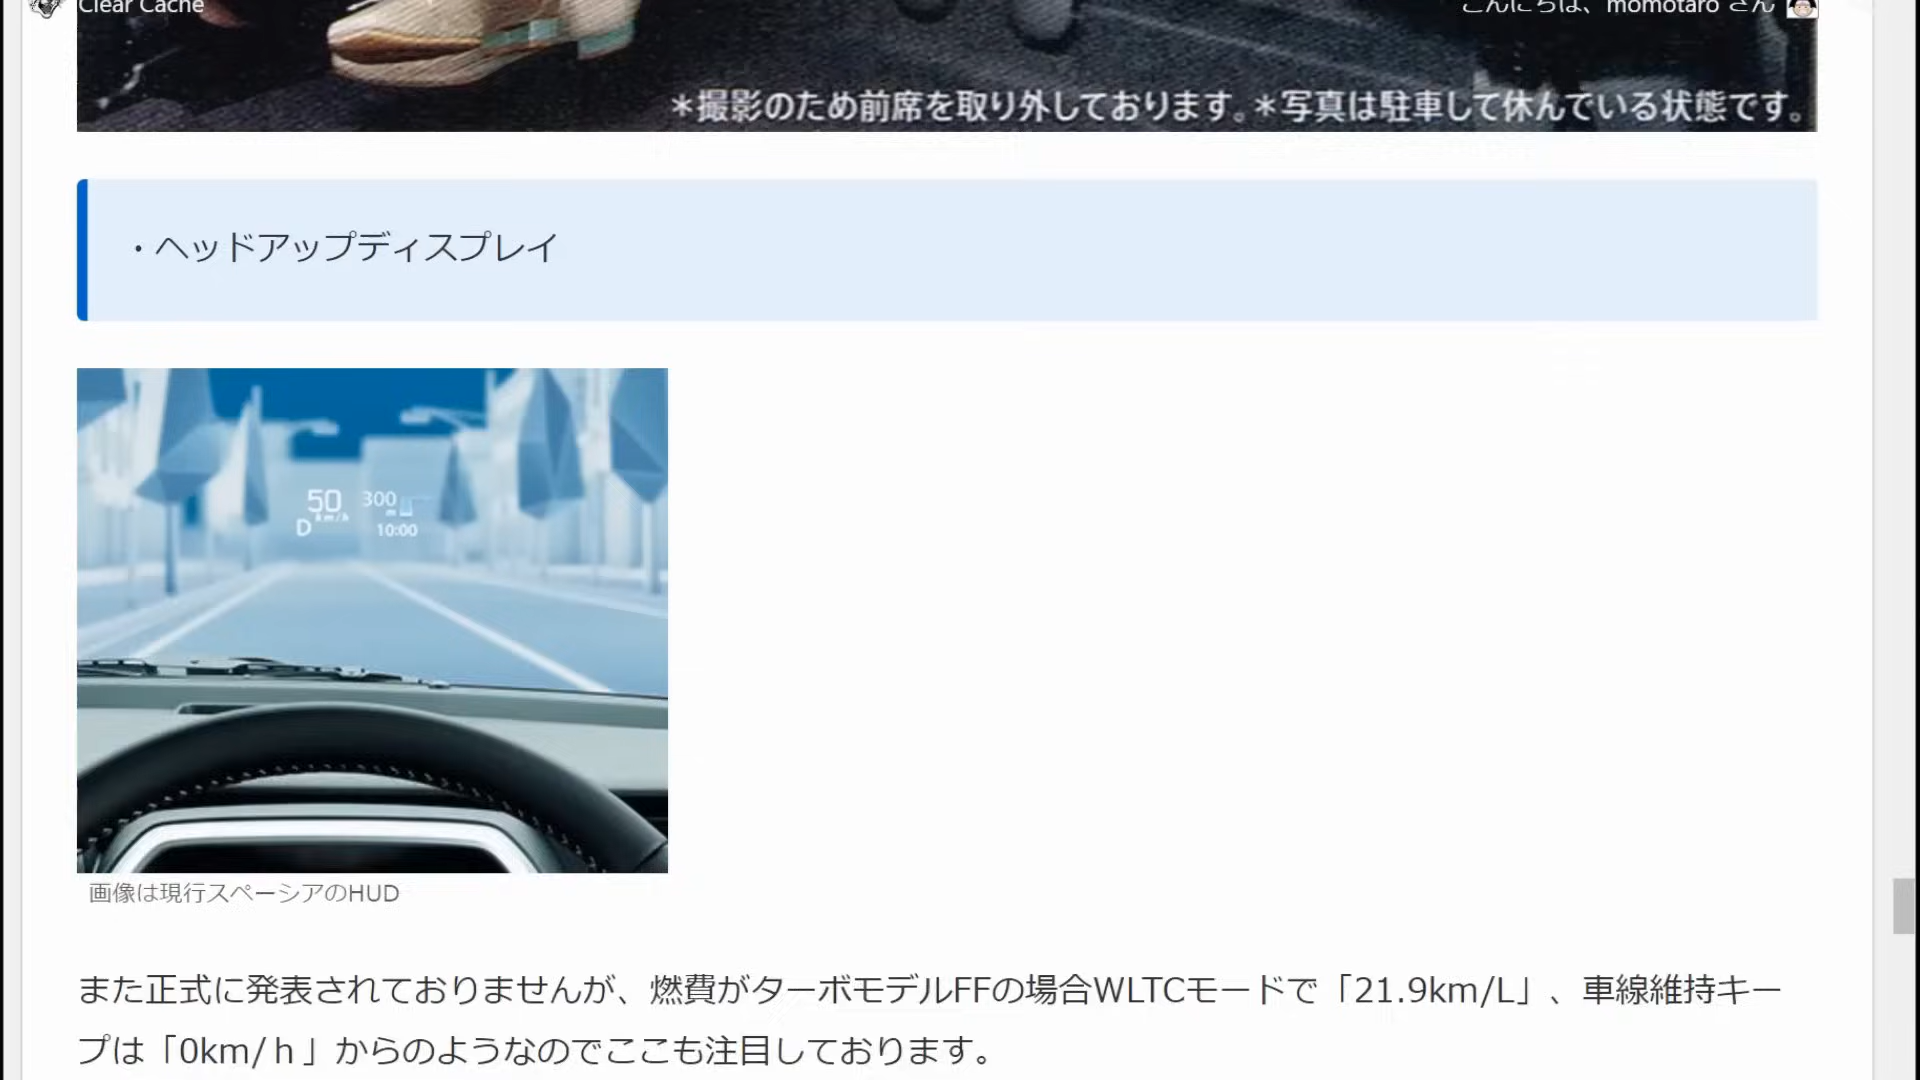 Clear Cache
こんにちは、momotaro さん
＊撮影のため前席を取り外しております。＊写真は駐車して休んでいる状態です。
・ヘッドアップディスプレイ
50 km/h 300 m
D 10:00
画像は現行スペーシアのHUD
また正式に発表されておりませんが、燃費がターボモデルFFの場合WLTCモードで「21.9km/L」、車線維持キー
プは「0km/ｈ」からのようなのでここも注目しております。